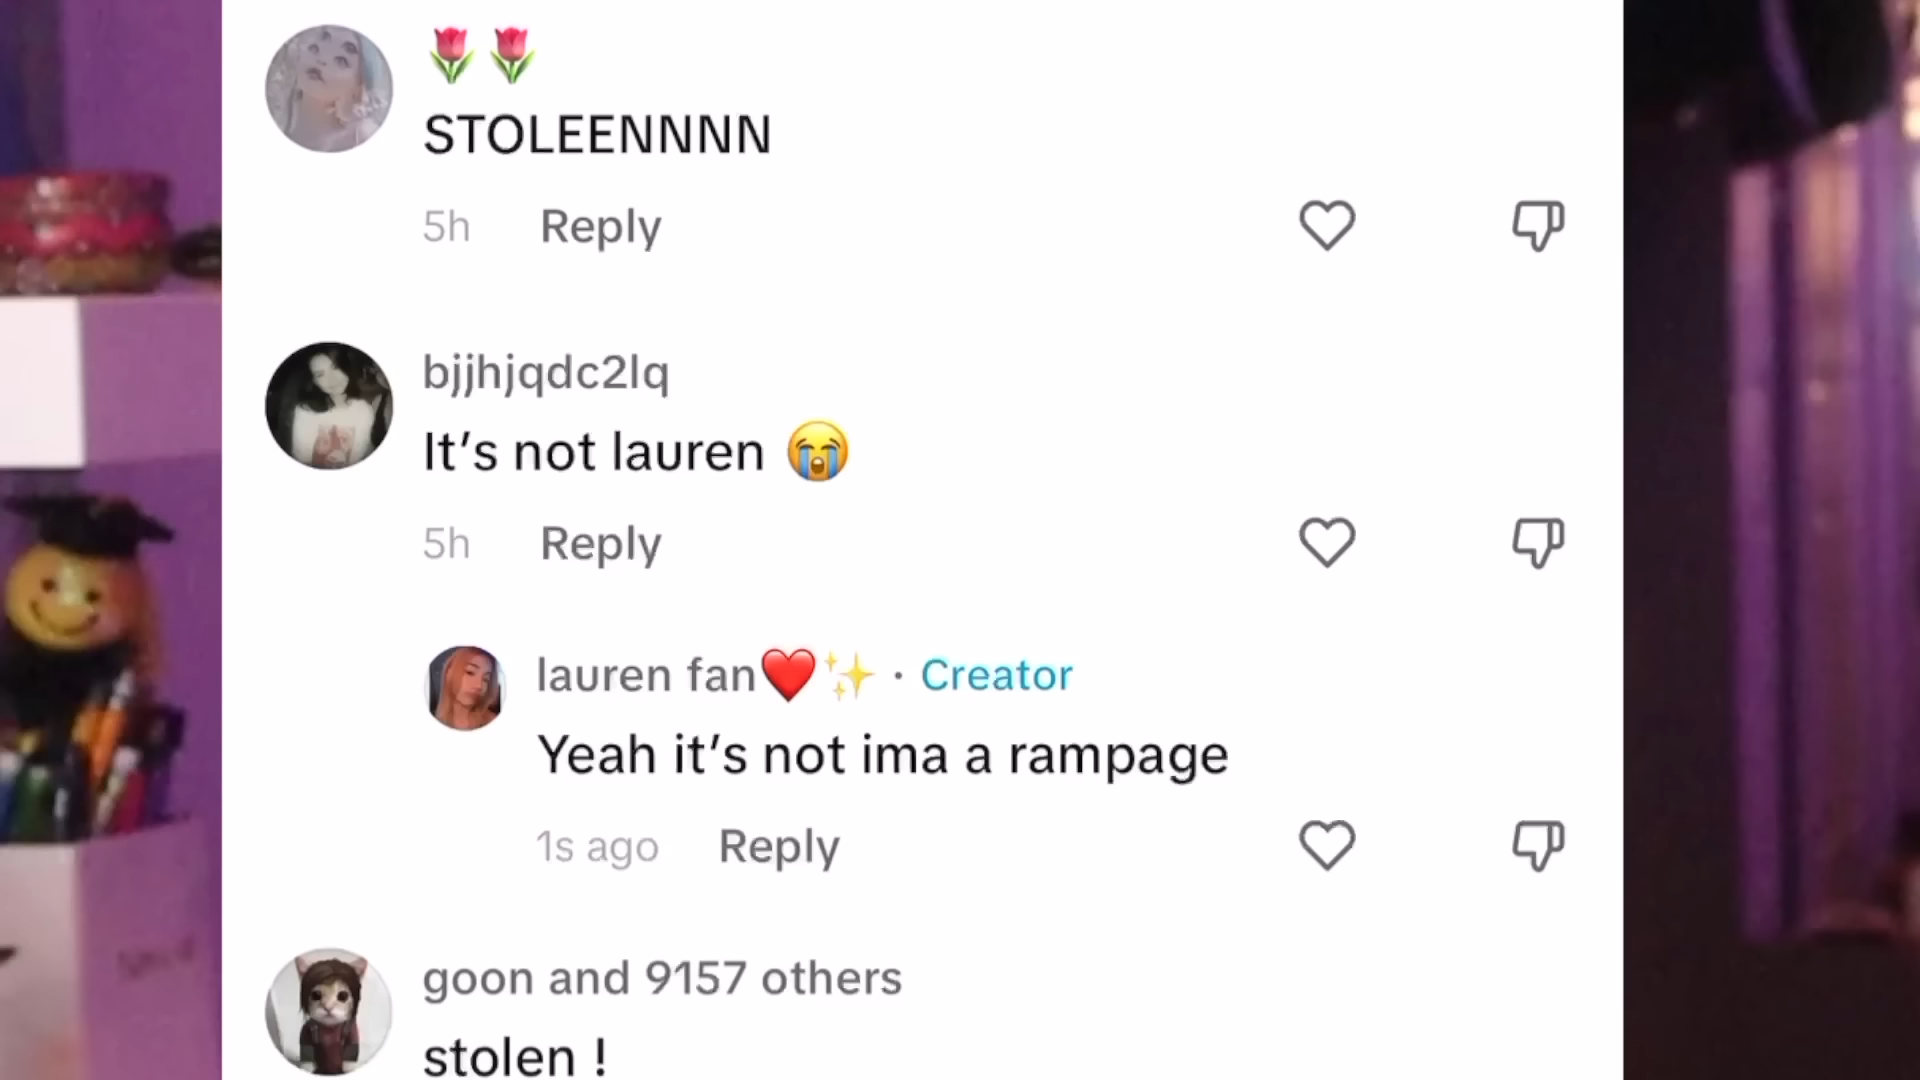 🌷🌷
STOLEENNNN
5h Reply
bjjhjqdc2lq
It's not lauren 😭
5h Reply
lauren fan❤️✨ · Creator
Yeah it's not ima a rampage
1s ago Reply
goon and 9157 others
stolen !